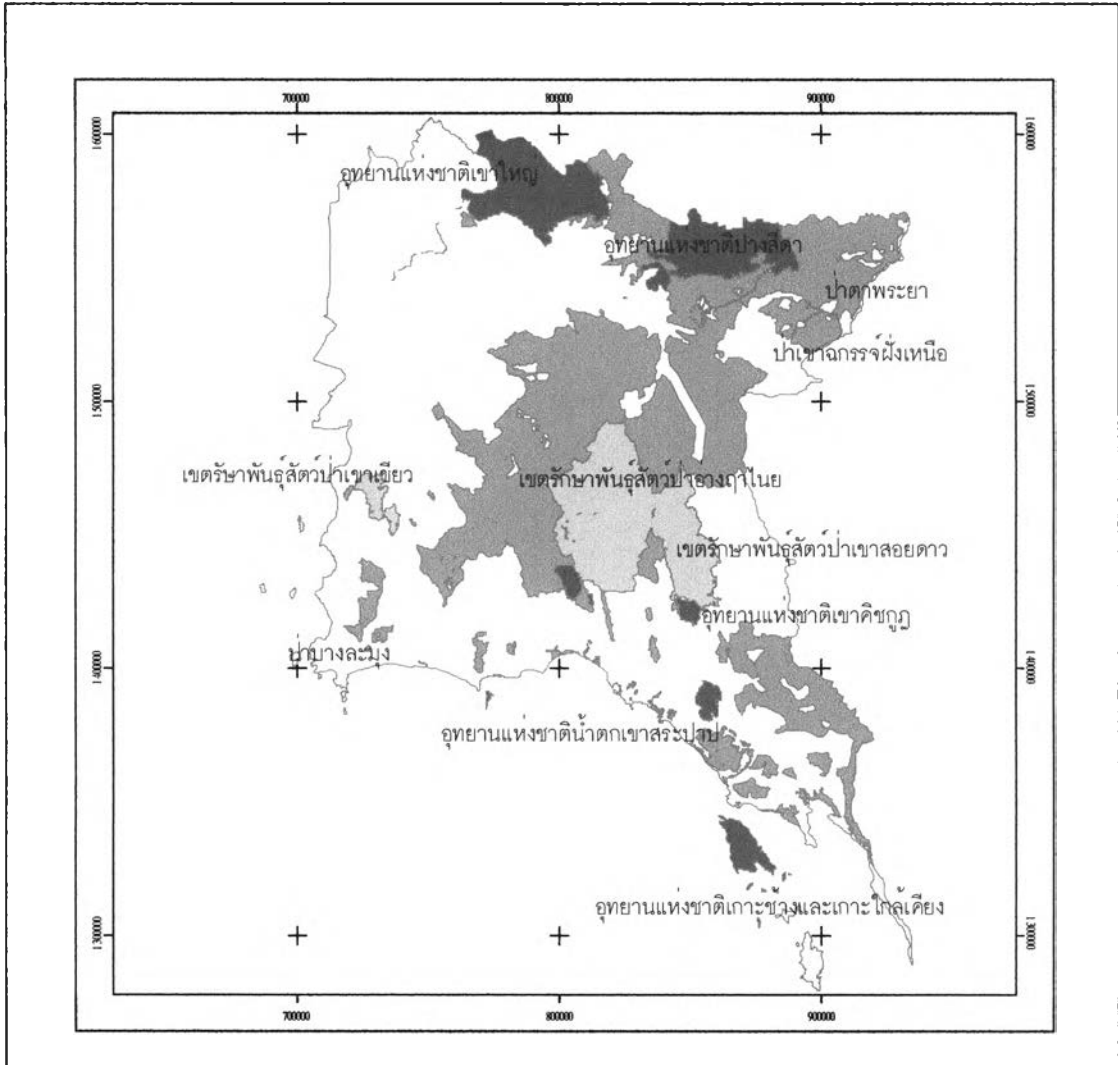 700000 800000 900000
1600000 1600000
อุทยานแห่งชาติเขาใหญ่
อุทยานแห่งชาติปางสีดา
ป่าตาพระยา
ป่าเขาฉกรรจ์ฝั่งเหนือ
1500000 1500000
เขตรัษาพันธุ์สัตว์ป่าเขาเขียว
เขตรักษาพันธุ์สัตว์ป่าอ่างฤาไนย
เขตรักษาพันธุ์สัตว์ป่าเขาสอยดาว
อุทยานแห่งชาติเขาคิชกูฏ
ป่าบางละมุง
1400000 1400000
อุทยานแห่งชาติน้ำตกเขาสระบาป
อุทยานแห่งชาติเกาะช้างและเกาะใกล้เคียง
1300000 1300000
700000 800000 900000